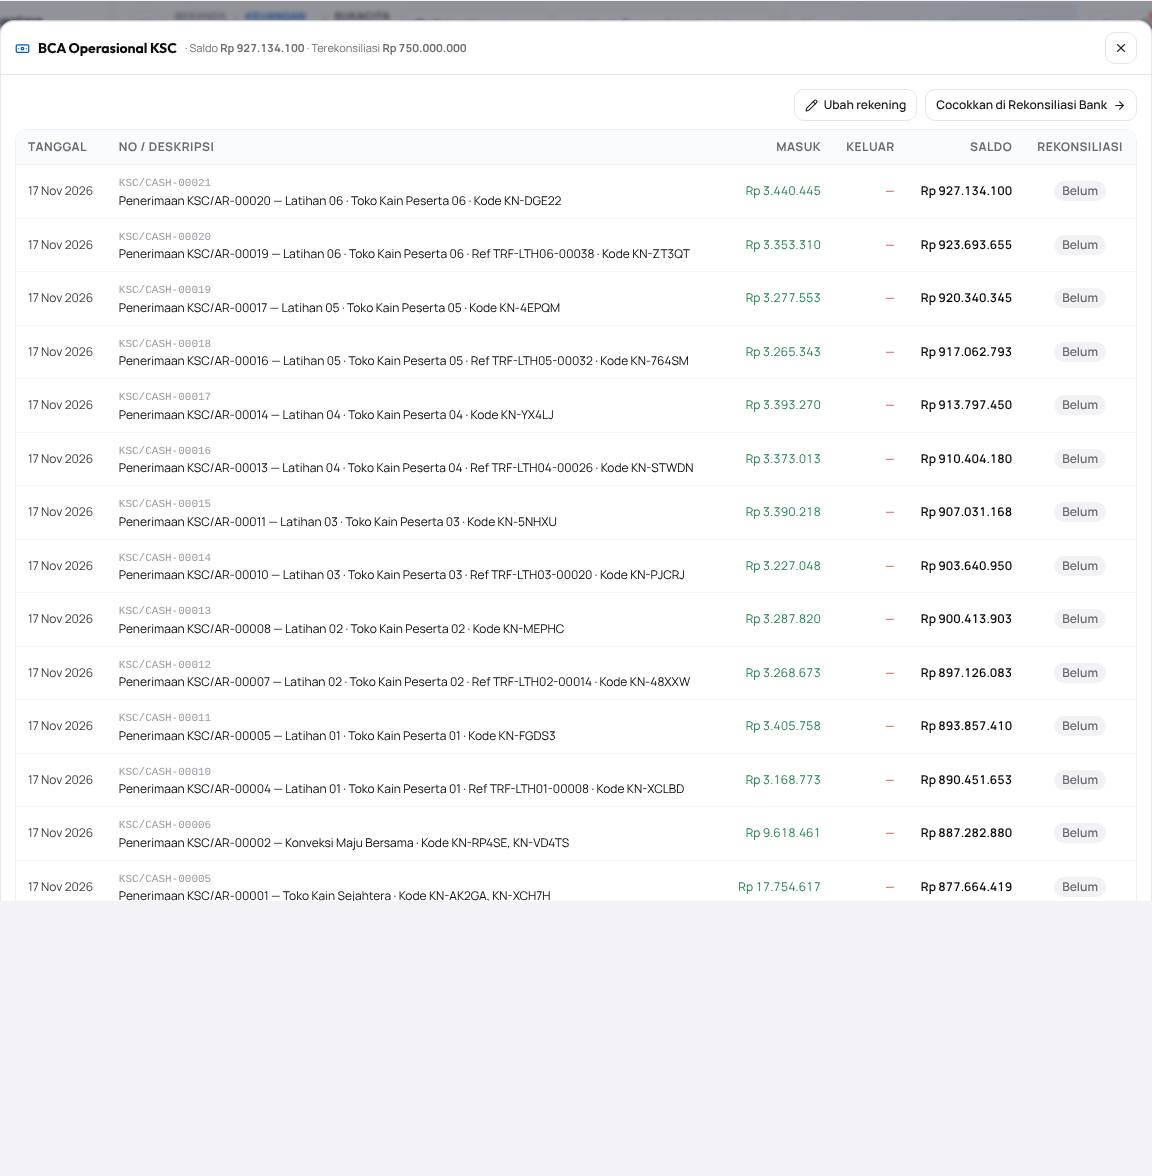 BCA Operasional KSC · Saldo Rp 927.134.100 · Terekonsiliasi Rp 750.000.000
Ubah rekening Cocokkan di Rekonsiliasi Bank →
TANGGAL NO / DESKRIPSI MASUK KELUAR SALDO REKONSILIASI
KSC/CASH-00021
17 Nov 2026 Penerimaan KSC/AR-00020 — Latihan 06 · Toko Kain Peserta 06 · Kode KN-DGE22 Rp 3.440.445 — Rp 927.134.100 Belum
KSC/CASH-00020
17 Nov 2026 Penerimaan KSC/AR-00019 — Latihan 06 · Toko Kain Peserta 06 · Ref TRF-LTH06-00038 · Kode KN-ZT3QT Rp 3.353.310 — Rp 923.693.655 Belum
KSC/CASH-00019
17 Nov 2026 Penerimaan KSC/AR-00017 — Latihan 05 · Toko Kain Peserta 05 · Kode KN-4EPQM Rp 3.277.553 — Rp 920.340.345 Belum
KSC/CASH-00018
17 Nov 2026 Penerimaan KSC/AR-00016 — Latihan 05 · Toko Kain Peserta 05 · Ref TRF-LTH05-00032 · Kode KN-764SM Rp 3.265.343 — Rp 917.062.793 Belum
KSC/CASH-00017
17 Nov 2026 Penerimaan KSC/AR-00014 — Latihan 04 · Toko Kain Peserta 04 · Kode KN-YX4LJ Rp 3.393.270 — Rp 913.797.450 Belum
KSC/CASH-00016
17 Nov 2026 Penerimaan KSC/AR-00013 — Latihan 04 · Toko Kain Peserta 04 · Ref TRF-LTH04-00026 · Kode KN-STWDN Rp 3.373.013 — Rp 910.404.180 Belum
KSC/CASH-00015
17 Nov 2026 Penerimaan KSC/AR-00011 — Latihan 03 · Toko Kain Peserta 03 · Kode KN-5NHXU Rp 3.390.218 — Rp 907.031.168 Belum
KSC/CASH-00014
17 Nov 2026 Penerimaan KSC/AR-00010 — Latihan 03 · Toko Kain Peserta 03 · Ref TRF-LTH03-00020 · Kode KN-PJCRJ Rp 3.227.048 — Rp 903.640.950 Belum
KSC/CASH-00013
17 Nov 2026 Penerimaan KSC/AR-00008 — Latihan 02 · Toko Kain Peserta 02 · Kode KN-MEPHC Rp 3.287.820 — Rp 900.413.903 Belum
KSC/CASH-00012
17 Nov 2026 Penerimaan KSC/AR-00007 — Latihan 02 · Toko Kain Peserta 02 · Ref TRF-LTH02-00014 · Kode KN-48XXW Rp 3.268.673 — Rp 897.126.083 Belum
KSC/CASH-00011
17 Nov 2026 Penerimaan KSC/AR-00005 — Latihan 01 · Toko Kain Peserta 01 · Kode KN-FGDS3 Rp 3.405.758 — Rp 893.857.410 Belum
KSC/CASH-00010
17 Nov 2026 Penerimaan KSC/AR-00004 — Latihan 01 · Toko Kain Peserta 01 · Ref TRF-LTH01-00008 · Kode KN-XCLBD Rp 3.168.773 — Rp 890.451.653 Belum
KSC/CASH-00006
17 Nov 2026 Penerimaan KSC/AR-00002 — Konveksi Maju Bersama · Kode KN-RP4SE, KN-VD4TS Rp 9.618.461 — Rp 887.282.880 Belum
KSC/CASH-00005
17 Nov 2026 Penerimaan KSC/AR-00001 — Toko Kain Sejahtera · Kode KN-AK2GA, KN-XCH7H Rp 17.754.617 — Rp 877.664.419 Belum